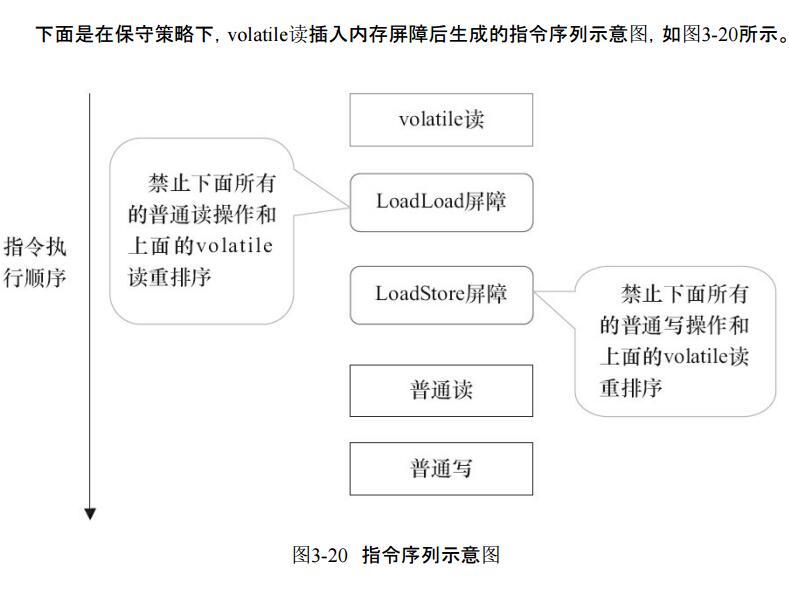 下面是在保守策略下，volatile读插入内存屏障后生成的指令序列示意图，如图3-20所示。
volatile读
禁止下面所有
的普通读操作和
上面的volatile
读重排序
LoadLoad屏障
指令执
行顺序
LoadStore屏障
禁止下面所有
的普通写操作和
上面的volatile读
重排序
普通读
普通写
图3-20 指令序列示意图